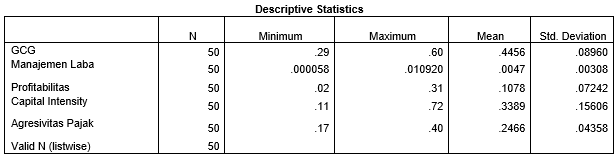 Descriptive Statistics
N Minimum Maximum Mean Std. Deviation
GCG 50 .29 .60 .4456 .08960
Manajemen Laba 50 .000058 .010920 .0047 .00308
Profitabilitas 50 .02 .31 .1078 .07242
Capital Intensity 50 .11 .72 .3389 .15606
Agresivitas Pajak 50 .17 .40 .2466 .04358
Valid N (listwise) 50